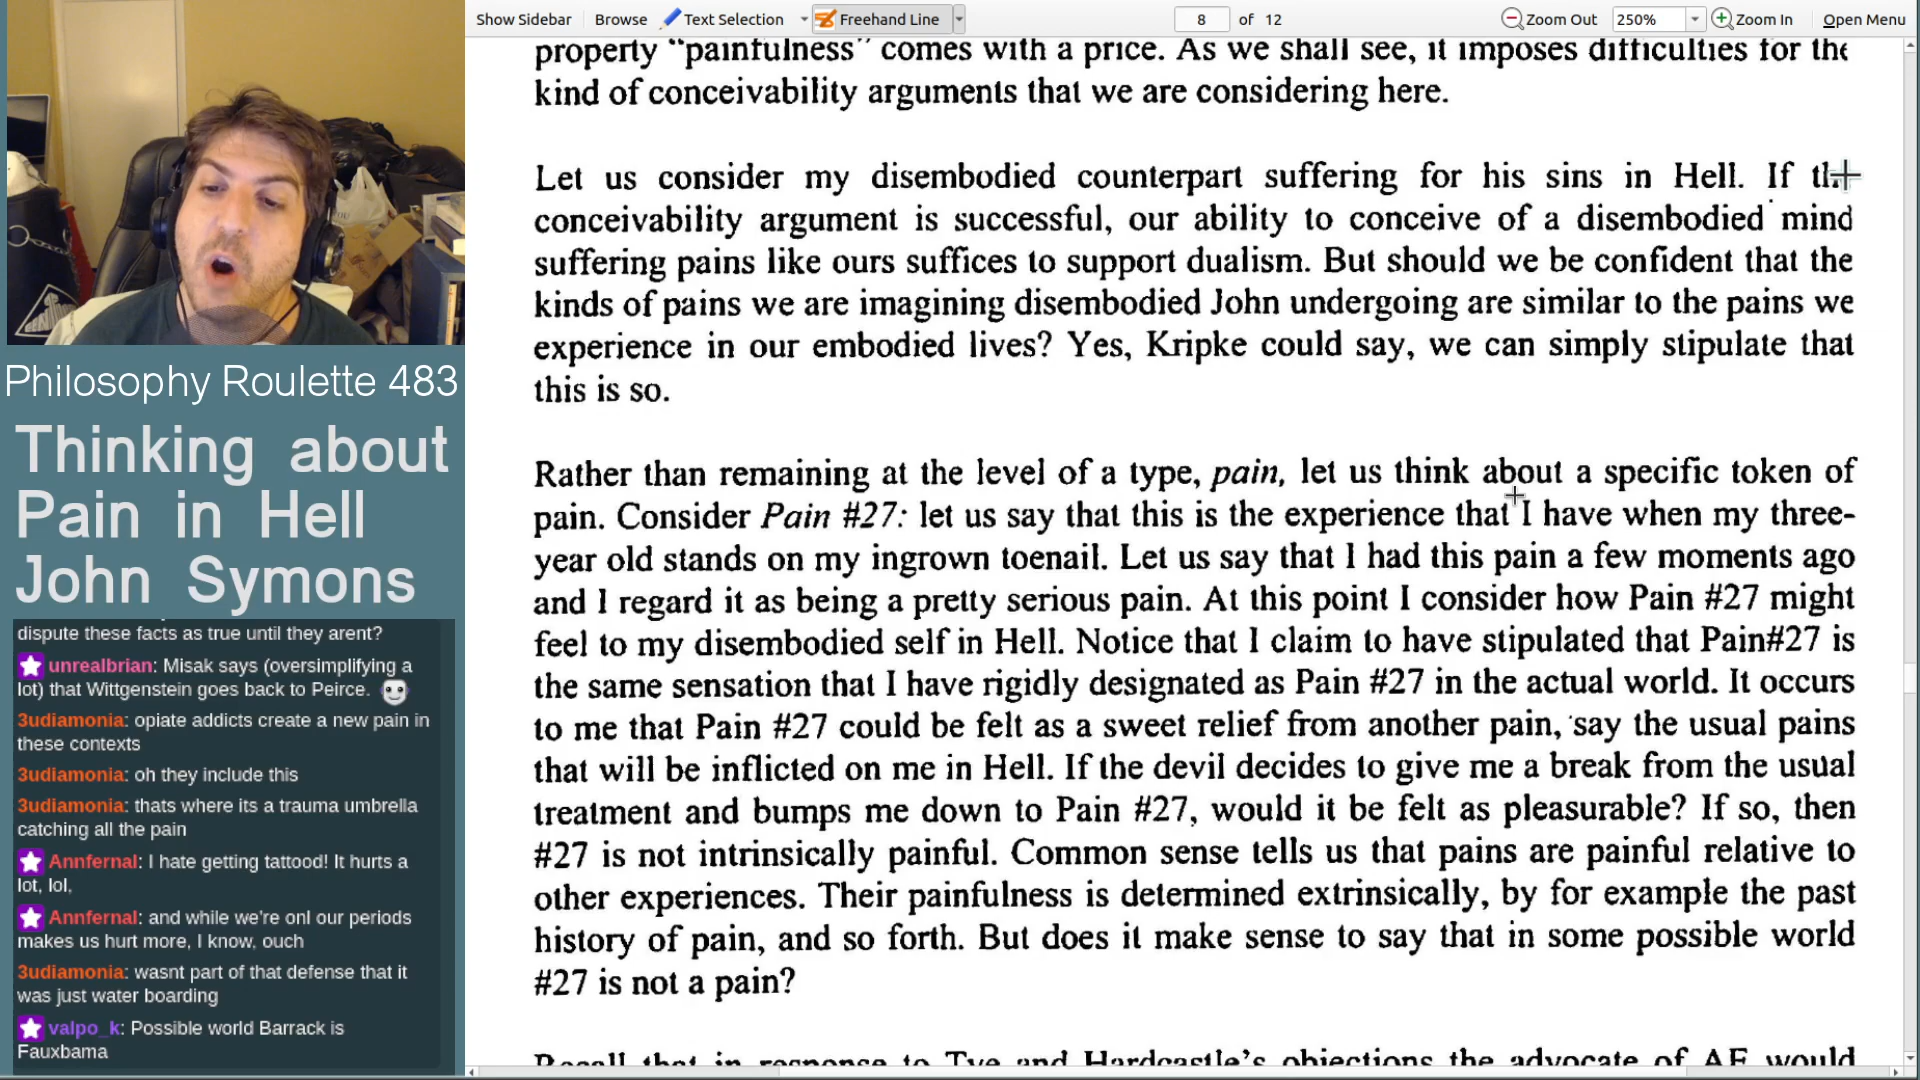 Show Sidebar Browse Text Selection Freehand Line 8 of 12 Zoom Out 250% Zoom In Open Menu
property “painfulness” comes with a price. As we shall see, it imposes difficulties for the
kind of conceivability arguments that we are considering here.
Let us consider my disembodied counterpart suffering for his sins in Hell. If
conceivability argument is successful, our ability to conceive of a disembodied mind
suffering pains like ours suffices to support dualism. But should we be confident that the
kinds of pains we are imagining disembodied John undergoing are similar to the pains we
experience in our embodied lives? Yes, Kripke could say, we can simply stipulate that
this is so.
Rather than remaining at the level of a type, pain, let us think about a specific token of
pain. Consider Pain #27: let us say that this is the experience that I have when my three-
year old stands on my ingrown toenail. Let us say that I had this pain a few moments ago
and I regard it as being a pretty serious pain. At this point I consider how Pain #27 might
feel to my disembodied self in Hell. Notice that I claim to have stipulated that Pain#27 is
the same sensation that I have rigidly designated as Pain #27 in the actual world. It occurs
to me that Pain #27 could be felt as a sweet relief from another pain, say the usual pains
that will be inflicted on me in Hell. If the devil decides to give me a break from the usual
treatment and bumps me down to Pain #27, would it be felt as pleasurable? If so, then
#27 is not intrinsically painful. Common sense tells us that pains are painful relative to
other experiences. Their painfulness is determined extrinsically, by for example the past
history of pain, and so forth. But does it make sense to say that in some possible world
#27 is not a pain?
Recall that in response to Tye and Hardcastle’s objections the advocate of AE would
Philosophy Roulette 483
Thinking about
Pain in Hell
John Symons
dispute these facts as true until they arent?
unrealbrian: Misak says (oversimplifying a
lot) that Wittgenstein goes back to Peirce.
3udiamonia: opiate addicts create a new pain in
these contexts
3udiamonia: oh they include this
3udiamonia: thats where its a trauma umbrella
catching all the pain
Annfernal: I hate getting tattood! It hurts a
lot, lol,
Annfernal: and while we're onl our periods
makes us hurt more, I know, ouch
3udiamonia: wasnt part of that defense that it
was just water boarding
valpo_k: Possible world Barrack is
Fauxbama